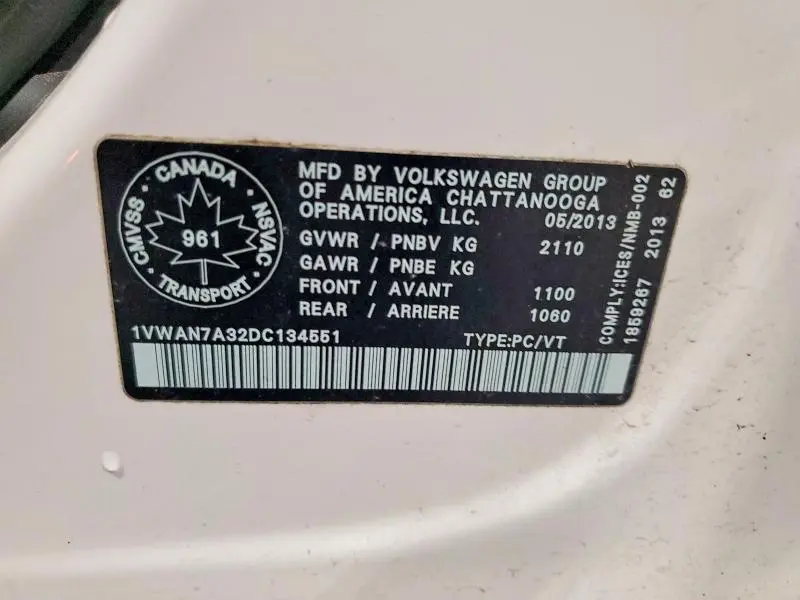 CANADA
CMVSS • NSVAC
961
TRANSPORT
MFD BY VOLKSWAGEN GROUP
OF AMERICA CHATTANOOGA
OPERATIONS, LLC. 05/2013
GVWR / PNBV KG 2110
GAWR / PNBE KG
FRONT / AVANT 1100
REAR / ARRIERE 1060
1VWAN7A32DC134551 TYPE:PC/VT
COMPLY:ICES/NMB-002
1859267 2013 62